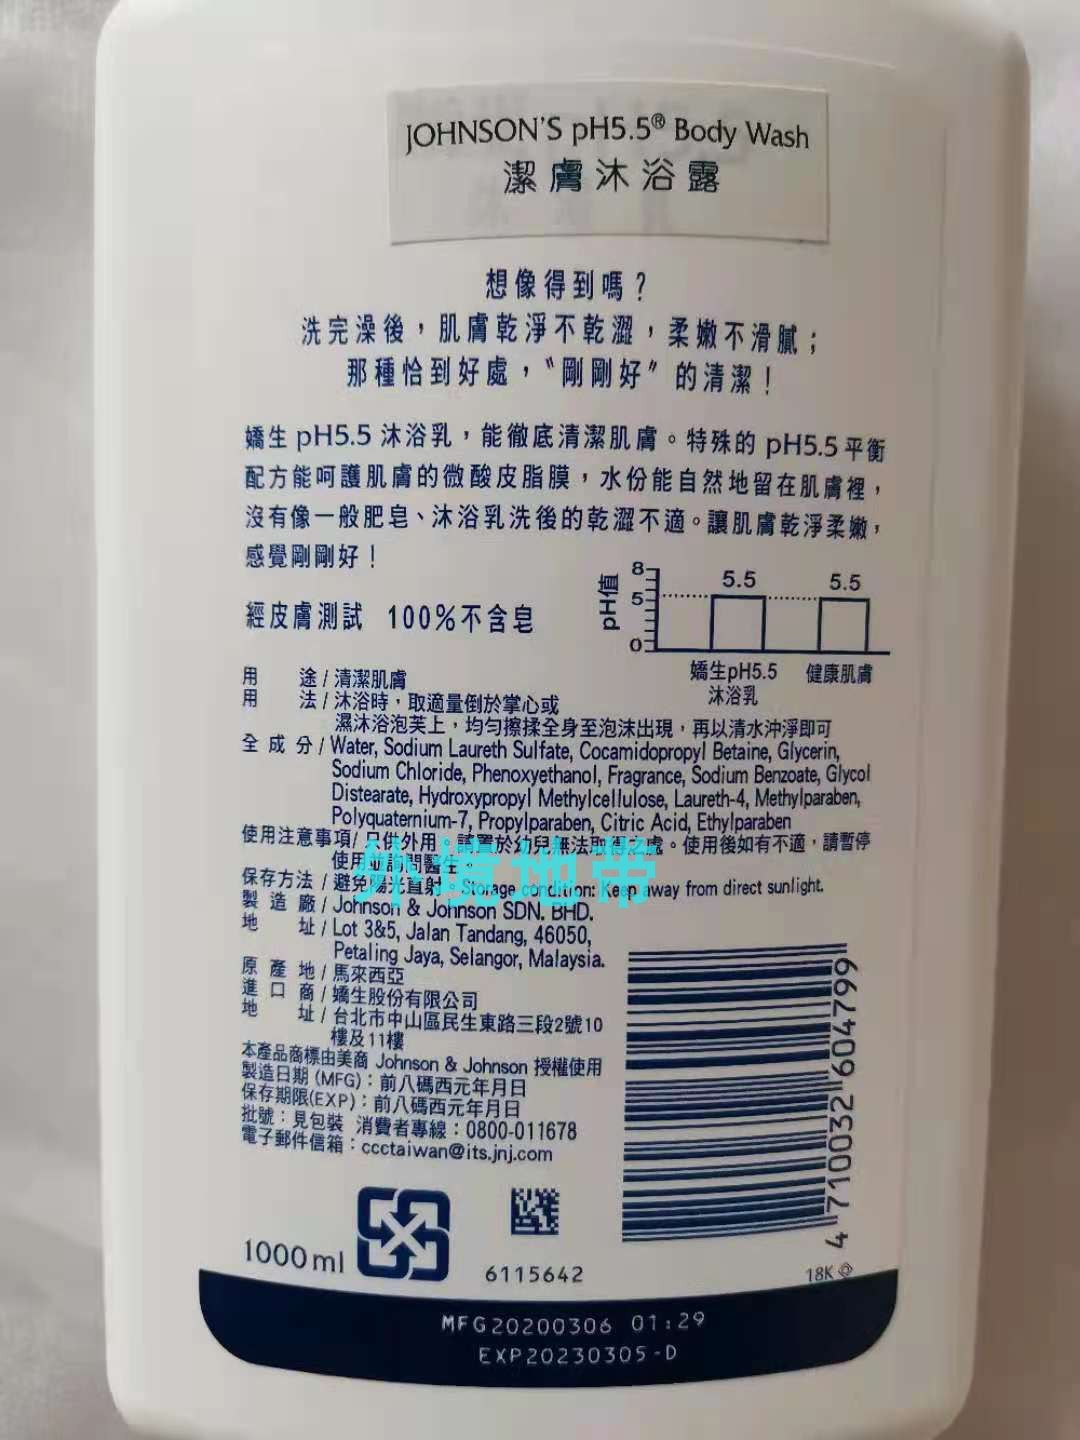 JOHNSON'S pH5.5® Body Wash
潔膚沐浴露
想像得到嗎？
洗完澡後，肌膚乾淨不乾澀，柔嫩不滑膩；
那種恰到好處，〝剛剛好〞的清潔！
嬌生 pH5.5 沐浴乳，能徹底清潔肌膚。特殊的 pH5.5 平衡
配方能呵護肌膚的微酸皮脂膜，水份能自然地留在肌膚裡，
沒有像一般肥皂、沐浴乳洗後的乾澀不適。讓肌膚乾淨柔嫩，
感覺剛剛好！
經皮膚測試 100%不含皂
pH值
8
5
0
5.5
5.5
嬌生pH5.5
沐浴乳
健康肌膚
用途/清潔肌膚
用法/沐浴時，取適量倒於掌心或
濕沐浴泡芙上，均勻擦揉全身至泡沫出現，再以清水沖淨即可
全成分/Water, Sodium Laureth Sulfate, Cocamidopropyl Betaine, Glycerin,
Sodium Chloride, Phenoxyethanol, Fragrance, Sodium Benzoate, Glycol
Distearate, Hydroxypropyl Methylcellulose, Laureth-4, Methylparaben,
Polyquaternium-7, Propylparaben, Citric Acid, Ethylparaben
使用注意事項/只供外用。請置於幼兒無法取得之處。使用後如有不適，請暫停
使用並詢問醫生。
保存方法/避免陽光直射。Storage condition: Keep away from direct sunlight.
外境地带
製造廠/Johnson & Johnson SDN. BHD.
地址/Lot 3&5, Jalan Tandang, 46050,
Petaling Jaya, Selangor, Malaysia.
原產地/馬來西亞
進口商/嬌生股份有限公司
地址/台北市中山區民生東路三段2號10
樓及11樓
本產品商標由美商 Johnson & Johnson 授權使用
製造日期(MFG)：前八碼西元年月日
保存期限(EXP)：前八碼西元年月日
批號：見包裝 消費者專線：0800-011678
電子郵件信箱：ccctaiwan@its.jnj.com
4 710032 604799
1000ml
6115642
18K
MFG20200306 01:29
EXP20230305-D